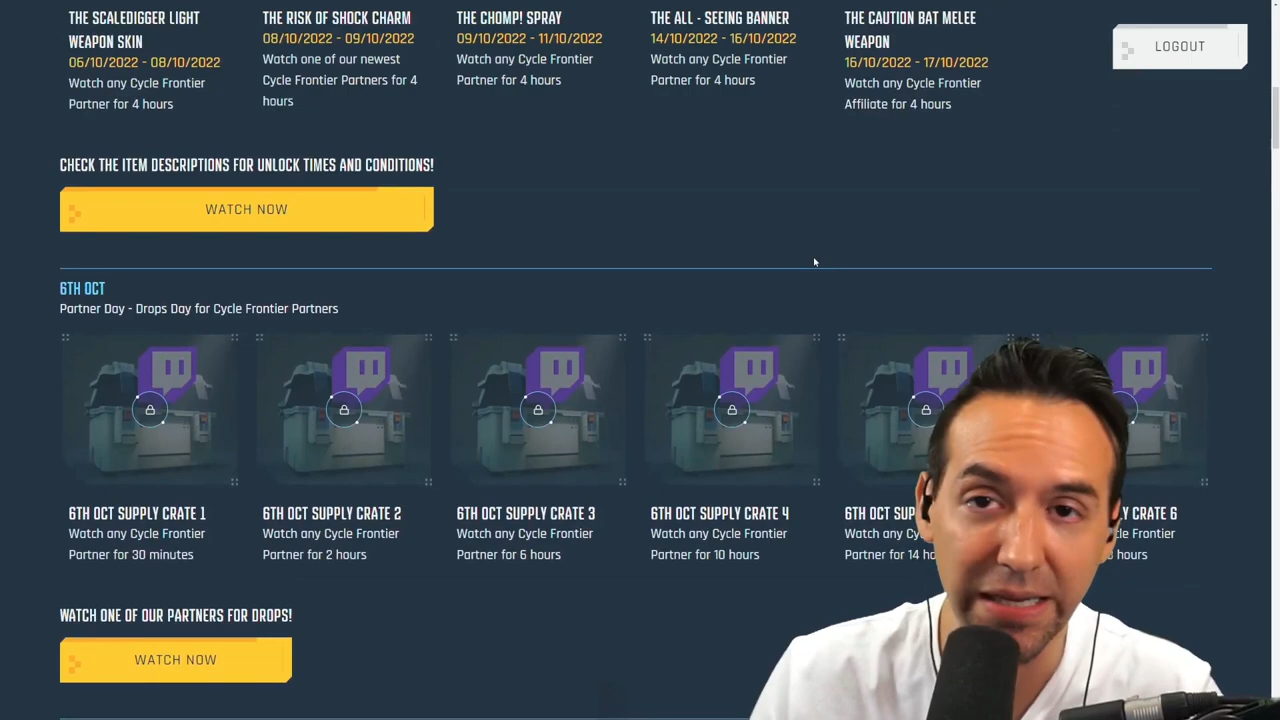 THE SCALEDIGGER LIGHT
WEAPON SKIN
06/10/2022 - 08/10/2022
Watch any Cycle Frontier
Partner for 4 hours
THE RISK OF SHOCK CHARM
08/10/2022 - 09/10/2022
Watch one of our newest
Cycle Frontier Partners for 4
hours
THE CHOMP! SPRAY
09/10/2022 - 11/10/2022
Watch any Cycle Frontier
Partner for 4 hours
THE ALL - SEEING BANNER
14/10/2022 - 16/10/2022
Watch any Cycle Frontier
Partner for 4 hours
THE CAUTION BAT MELEE
WEAPON
16/10/2022 - 17/10/2022
Watch any Cycle Frontier
Affiliate for 4 hours
LOGOUT
CHECK THE ITEM DESCRIPTIONS FOR UNLOCK TIMES AND CONDITIONS!
WATCH NOW
6TH OCT
Partner Day - Drops Day for Cycle Frontier Partners
6TH OCT SUPPLY CRATE 1
Watch any Cycle Frontier
Partner for 30 minutes
6TH OCT SUPPLY CRATE 2
Watch any Cycle Frontier
Partner for 2 hours
6TH OCT SUPPLY CRATE 3
Watch any Cycle Frontier
Partner for 6 hours
6TH OCT SUPPLY CRATE 4
Watch any Cycle Frontier
Partner for 10 hours
6TH OCT SUP
Watch any Cy
Partner for 14 ho
CRATE 6
Frontier
hours
WATCH ONE OF OUR PARTNERS FOR DROPS!
WATCH NOW